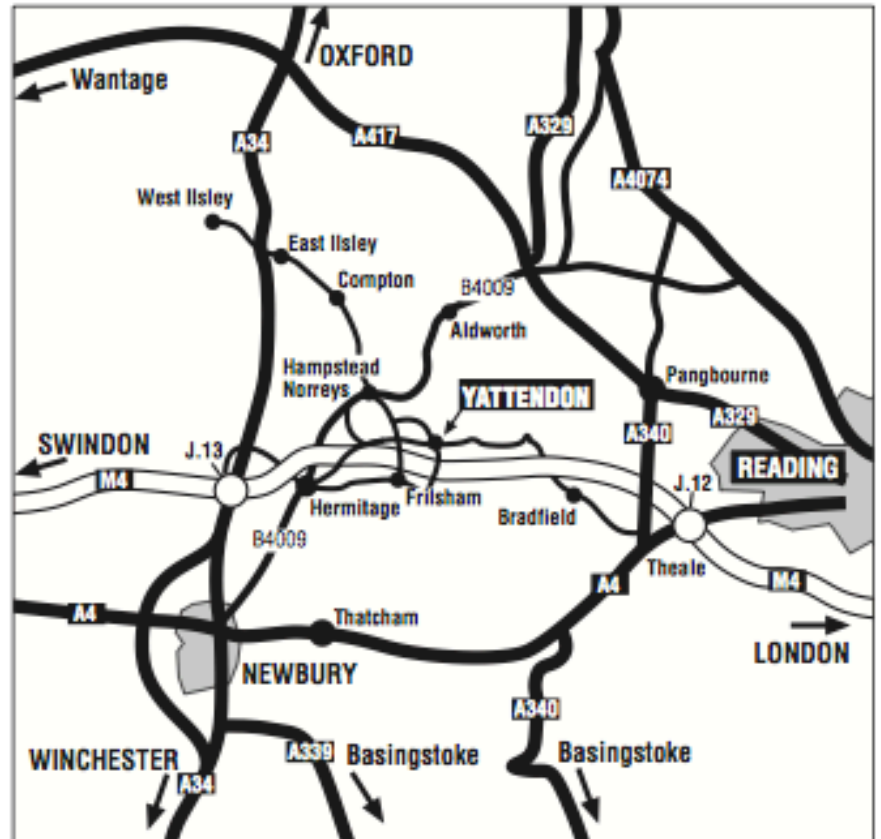 OXFORD
Wantage
A34
A417
A329
A4074
West Ilsley
East Ilsley
Compton
B4009
Aldworth
Hampstead
Norreys
YATTENDON
Pangbourne
A329
A340
SWINDON
J.13
M4
READING
J.12
Hermitage
Frilsham
Bradfield
B4009
Theale
A4
M4
A4
Thatcham
LONDON
NEWBURY
A340
WINCHESTER
A339
Basingstoke
Basingstoke
A34